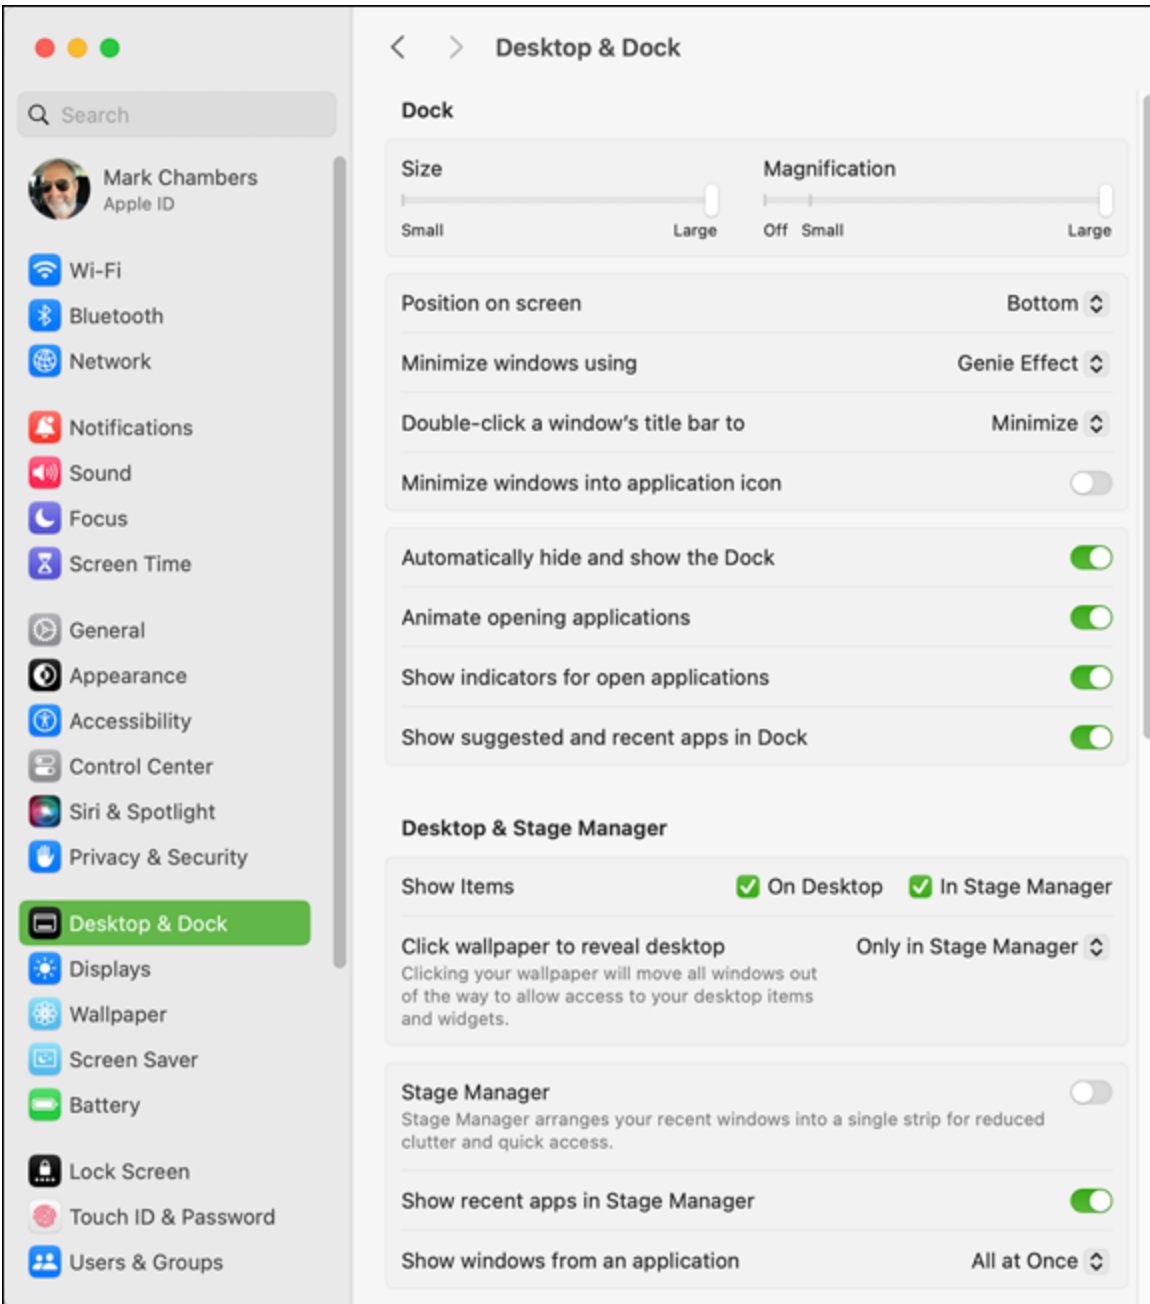 Search
Mark Chambers
Apple ID
Wi-Fi
Bluetooth
Network
Notifications
Sound
Focus
Screen Time
General
Appearance
Accessibility
Control Center
Siri & Spotlight
Privacy & Security
Desktop & Dock
Displays
Wallpaper
Screen Saver
Battery
Lock Screen
Touch ID & Password
Users & Groups
Desktop & Dock
Dock
Size
Small Large
Magnification
Off Small Large
Position on screen Bottom
Minimize windows using Genie Effect
Double-click a window's title bar to Minimize
Minimize windows into application icon
Automatically hide and show the Dock
Animate opening applications
Show indicators for open applications
Show suggested and recent apps in Dock
Desktop & Stage Manager
Show Items On Desktop In Stage Manager
Click wallpaper to reveal desktop Only in Stage Manager
Clicking your wallpaper will move all windows out
of the way to allow access to your desktop items
and widgets.
Stage Manager
Stage Manager arranges your recent windows into a single strip for reduced
clutter and quick access.
Show recent apps in Stage Manager
Show windows from an application All at Once